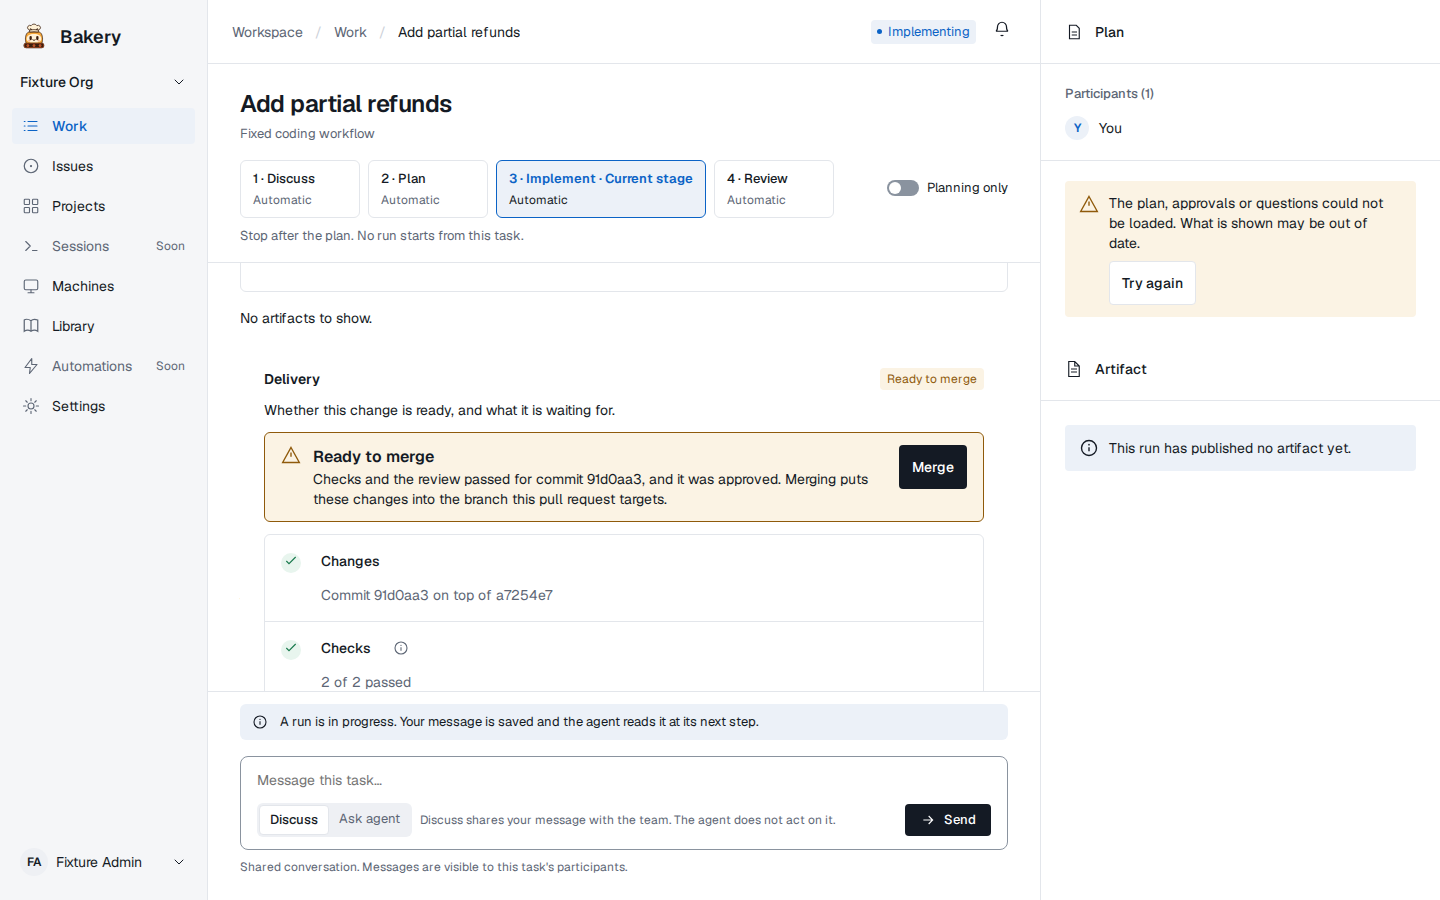 Bakery
Fixture Org
Work
Issues
Projects
Sessions Soon
Machines
Library
Automations Soon
Settings
FA Fixture Admin
Workspace / Work / Add partial refunds
Implementing
Add partial refunds
Fixed coding workflow
1 · Discuss
Automatic
2 · Plan
Automatic
3 · Implement · Current stage
Automatic
4 · Review
Automatic
Planning only
Stop after the plan. No run starts from this task.
No artifacts to show.
Delivery
Ready to merge
Whether this change is ready, and what it is waiting for.
Ready to merge
Checks and the review passed for commit 91d0aa3, and it was approved. Merging puts
these changes into the branch this pull request targets.
Merge
Changes
Commit 91d0aa3 on top of a7254e7
Checks
2 of 2 passed
A run is in progress. Your message is saved and the agent reads it at its next step.
Message this task...
Discuss Ask agent Discuss shares your message with the team. The agent does not act on it.
Send
Shared conversation. Messages are visible to this task's participants.
Plan
Participants (1)
Y You
The plan, approvals or questions could not
be loaded. What is shown may be out of
date.
Try again
Artifact
This run has published no artifact yet.